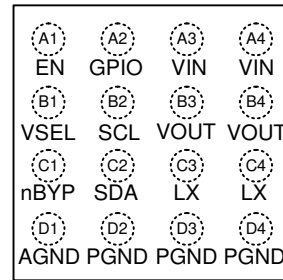 A1 A2 A3 A4
EN GPIO VIN VIN
B1 B2 B3 B4
VSEL SCL VOUT VOUT
C1 C2 C3 C4
nBYP SDA LX LX
D1 D2 D3 D4
AGND PGND PGND PGND